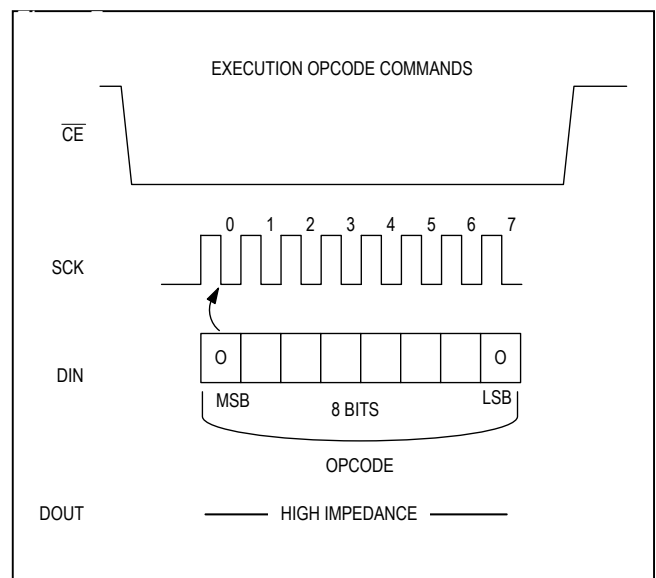 EXECUTION OPCODE COMMANDS
CE
0 1 2 3 4 5 6 7
SCK
DIN
O O
MSB 8 BITS LSB
OPCODE
DOUT HIGH IMPEDANCE